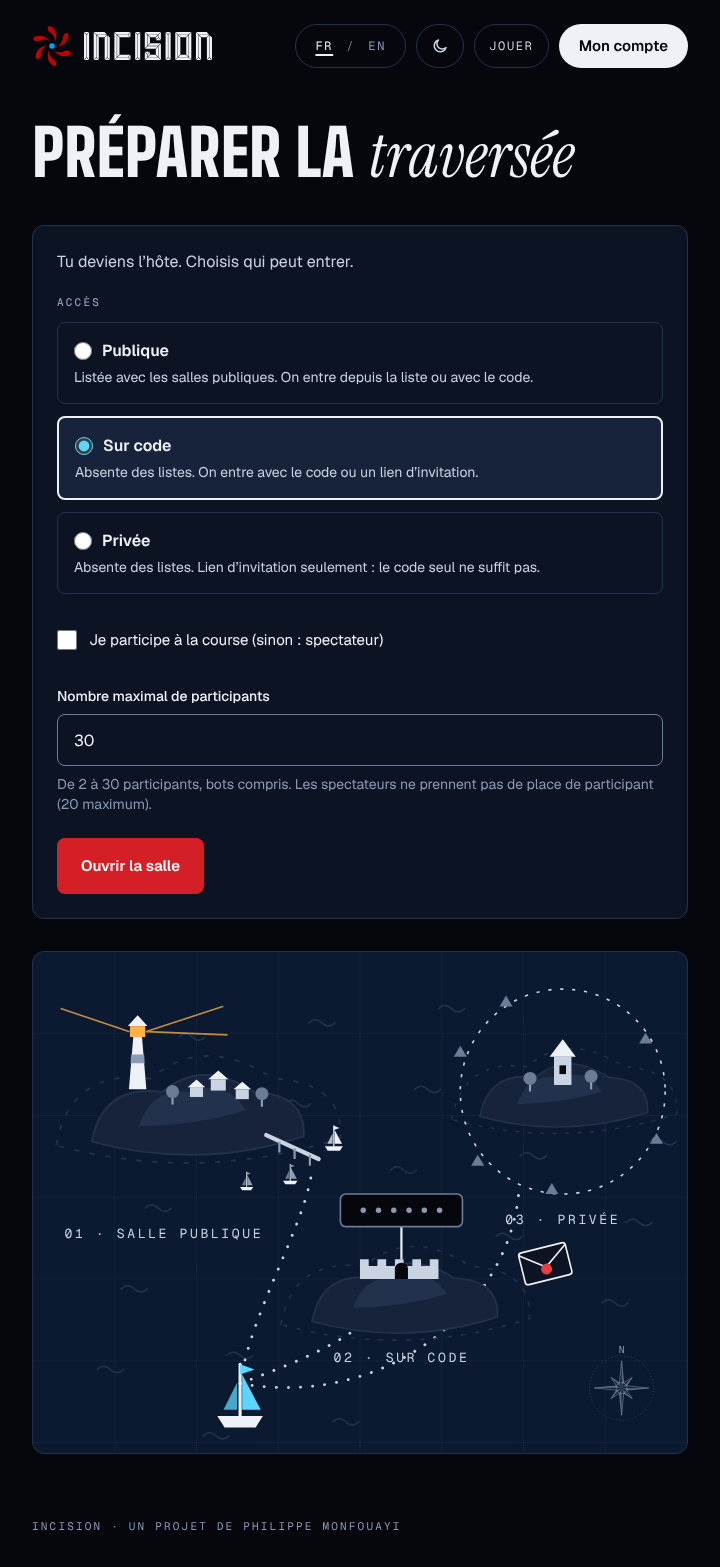 INCISION
FR / EN
JOUER
Mon compte
PRÉPARER LA traversée
Tu deviens l’hôte. Choisis qui peut entrer.
ACCÈS
Publique
Listée avec les salles publiques. On entre depuis la liste ou avec le code.
Sur code
Absente des listes. On entre avec le code ou un lien d’invitation.
Privée
Absente des listes. Lien d’invitation seulement : le code seul ne suffit pas.
Je participe à la course (sinon : spectateur)
Nombre maximal de participants
30
De 2 à 30 participants, bots compris. Les spectateurs ne prennent pas de place de participant
(20 maximum).
Ouvrir la salle
03 · PRIVÉE
01 · SALLE PUBLIQUE
02 · SUR CODE
N
INCISION · UN PROJET DE PHILIPPE MONFOUAYI